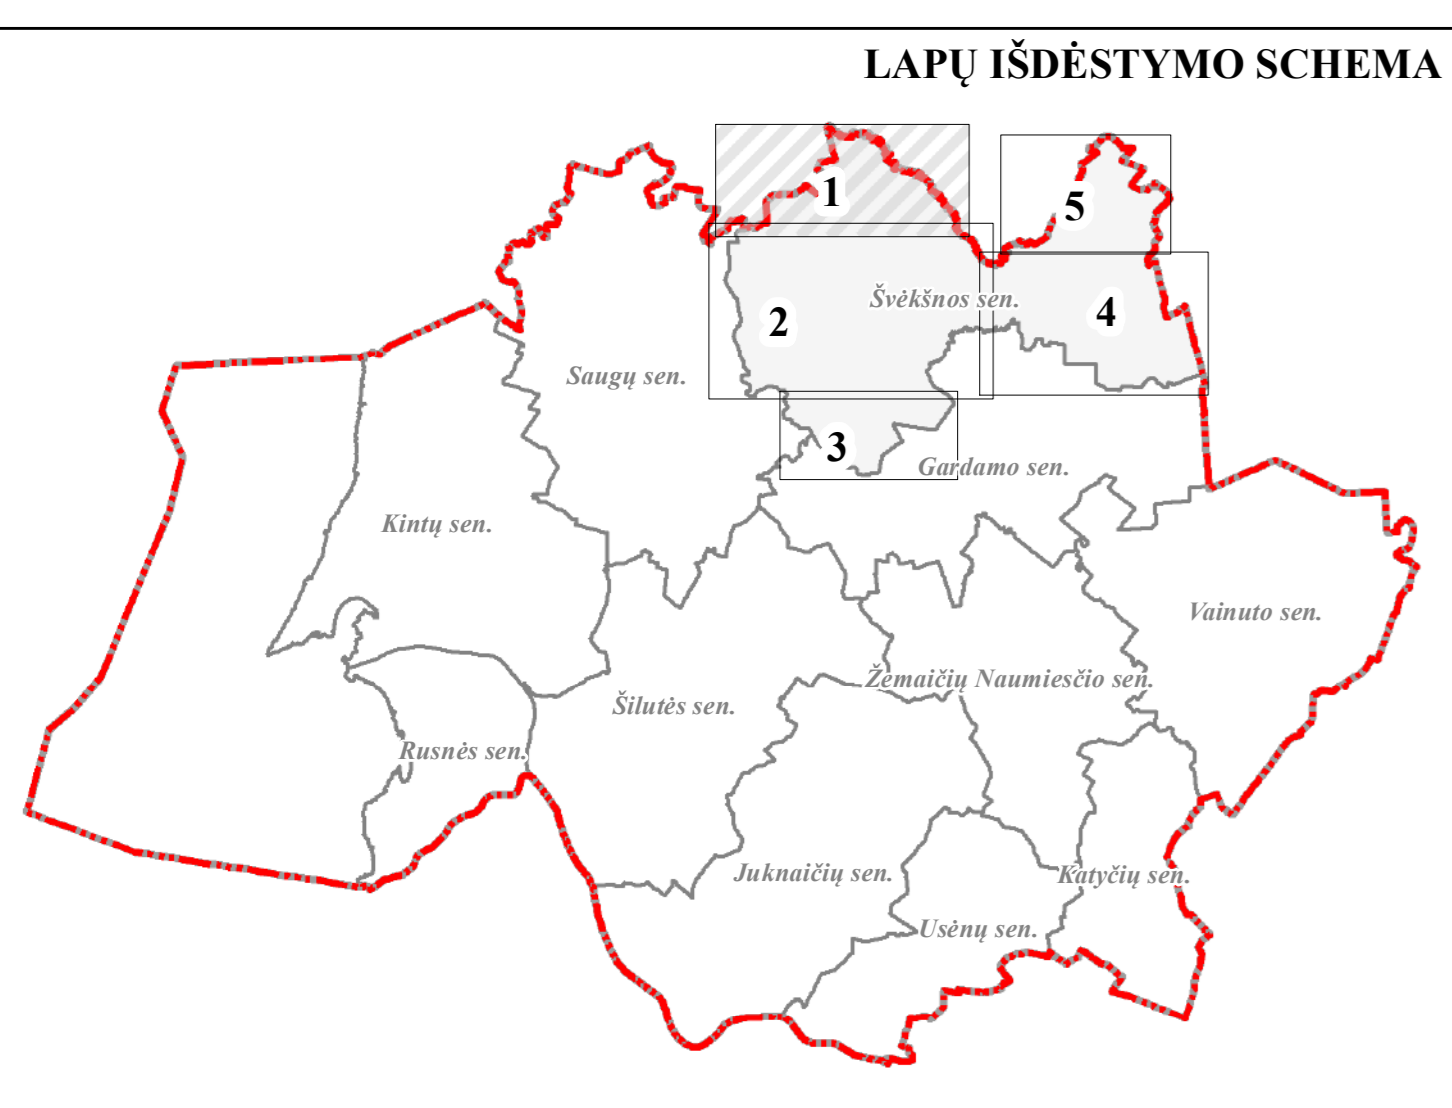 LAPŲ IŠDĖSTYMO SCHEMA
1
5
Švėkšnos sen.
2
4
Saugų sen.
3
Gardamo sen.
Kintų sen.
Vainuto sen.
Žemaičių Naumiesčio sen.
Šilutės sen.
Rusnės sen.
Juknaičių sen.
Katyčių sen.
Usėnų sen.